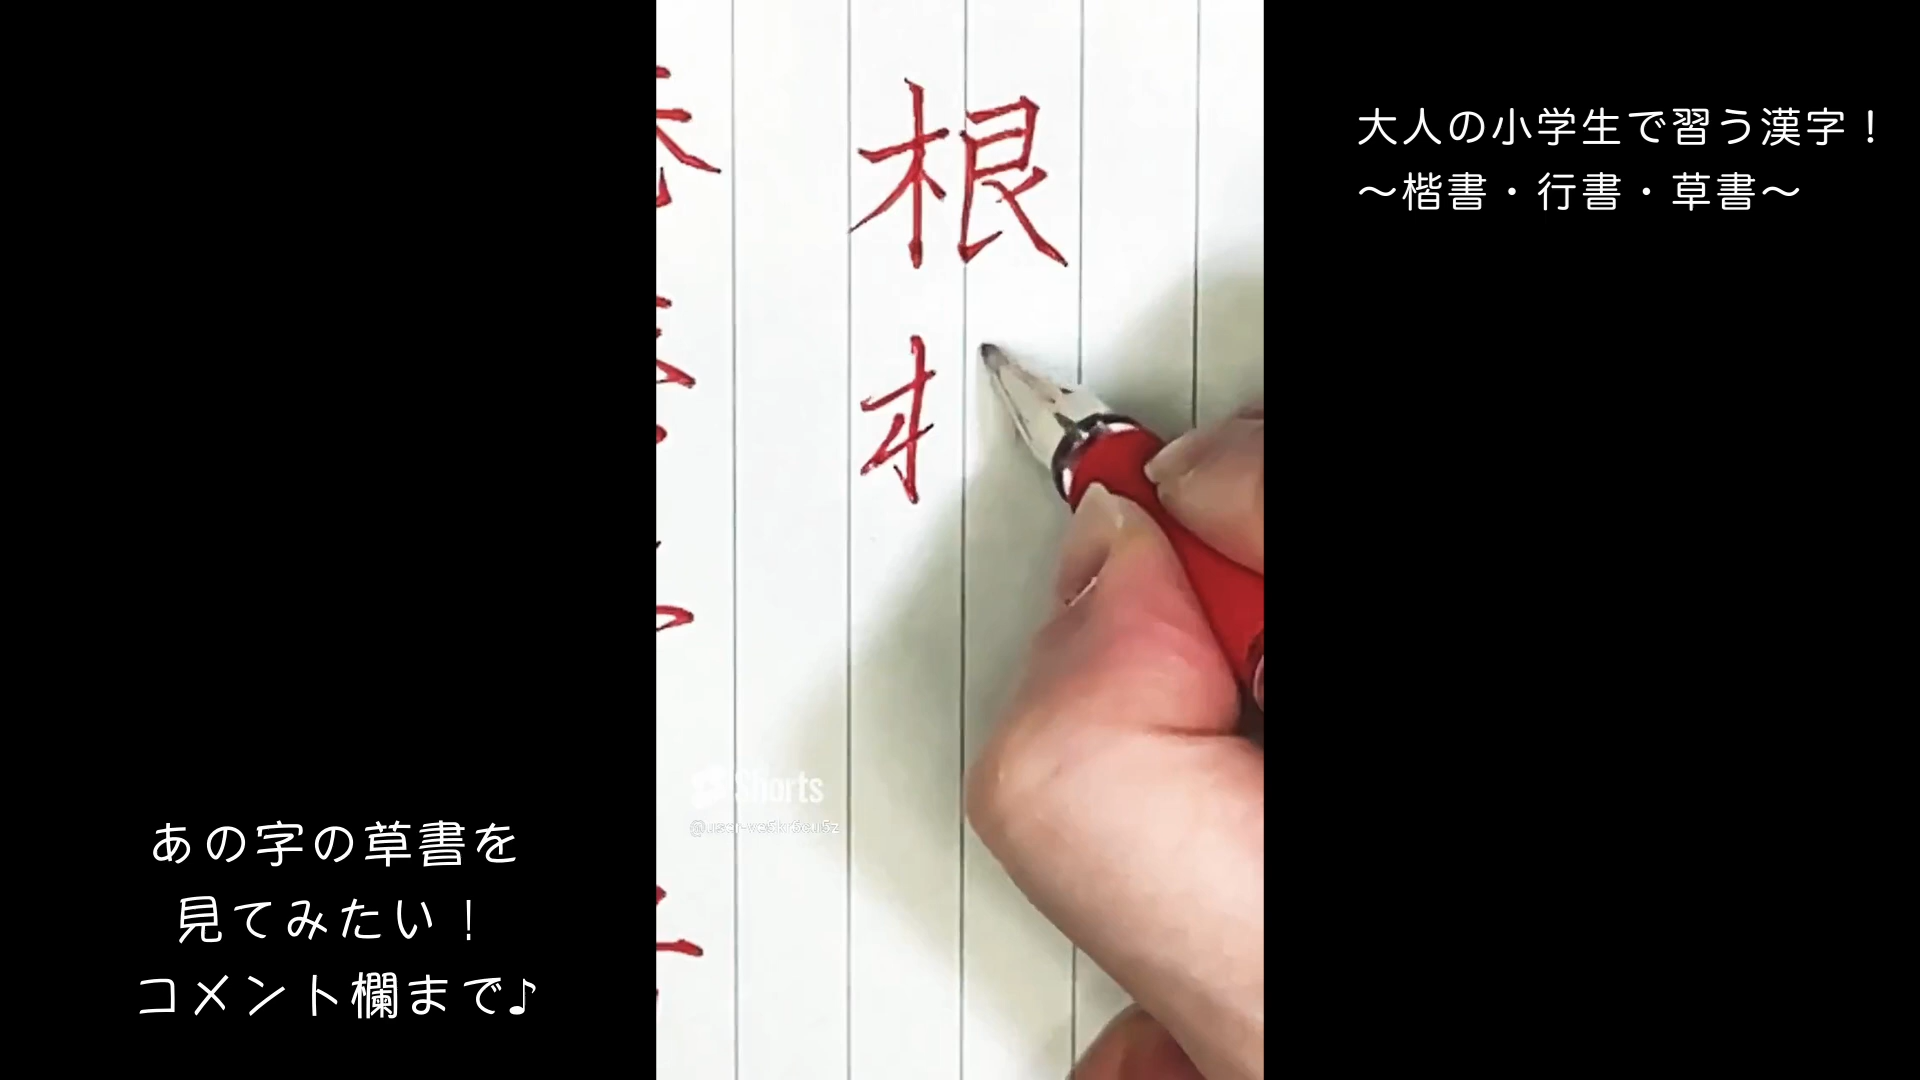 大人の小学生で習う漢字！
～楷書・行書・草書～
根
Shorts
あの字の草書を
見てみたい！
コメント欄まで♪